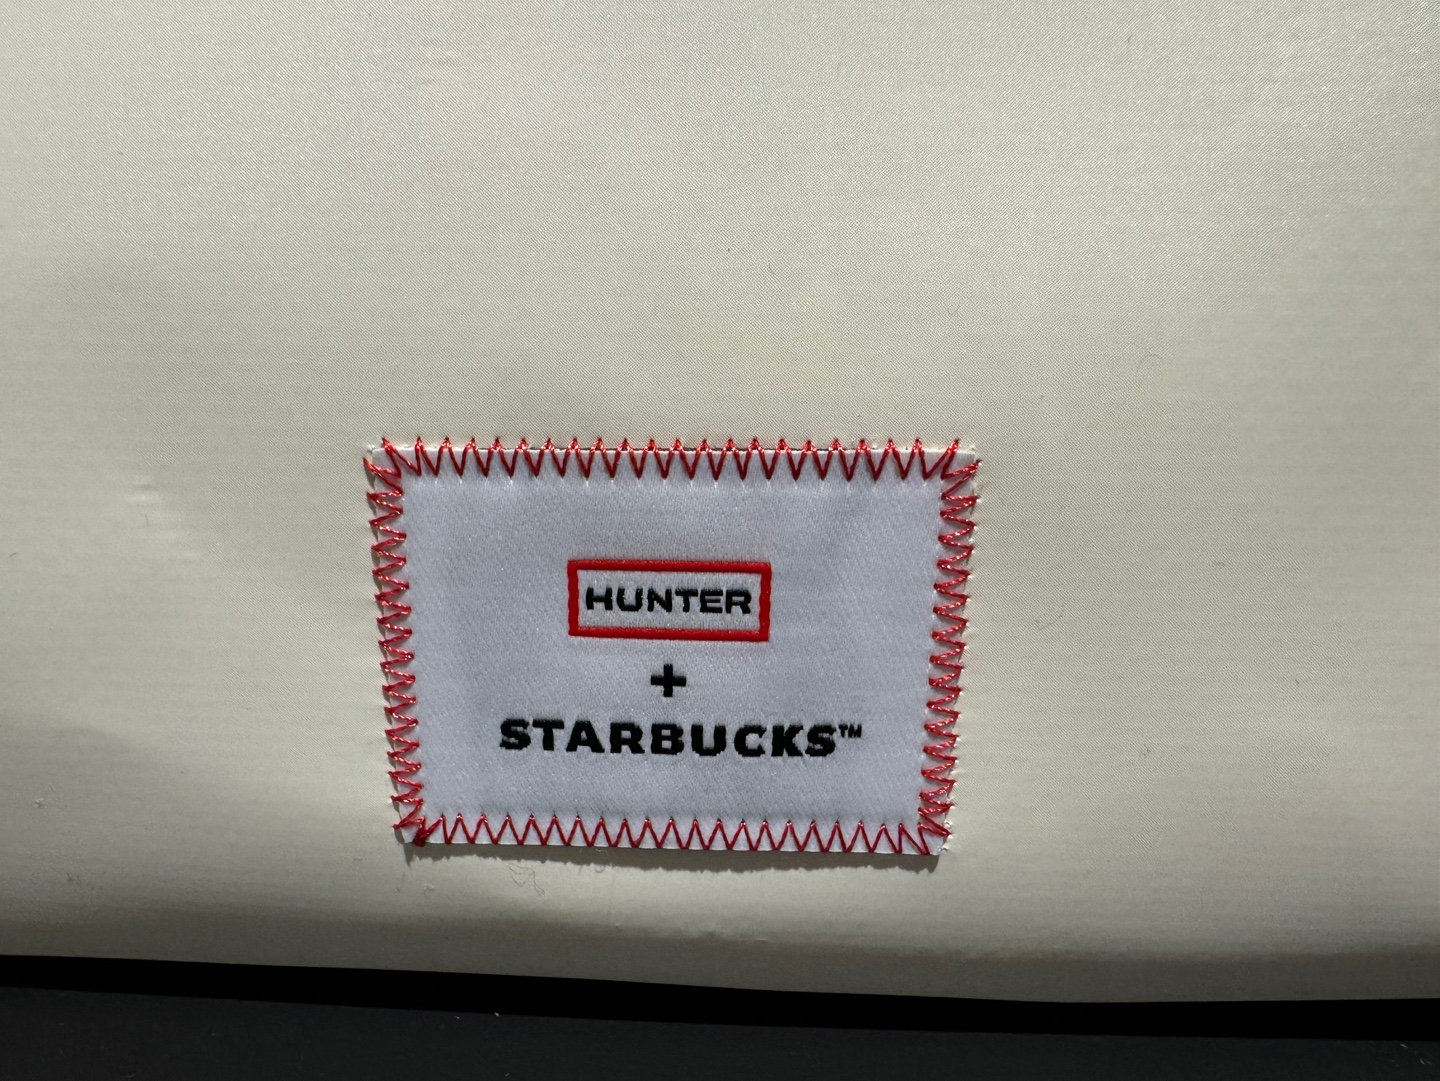 HUNTER
+
STARBUCKS™